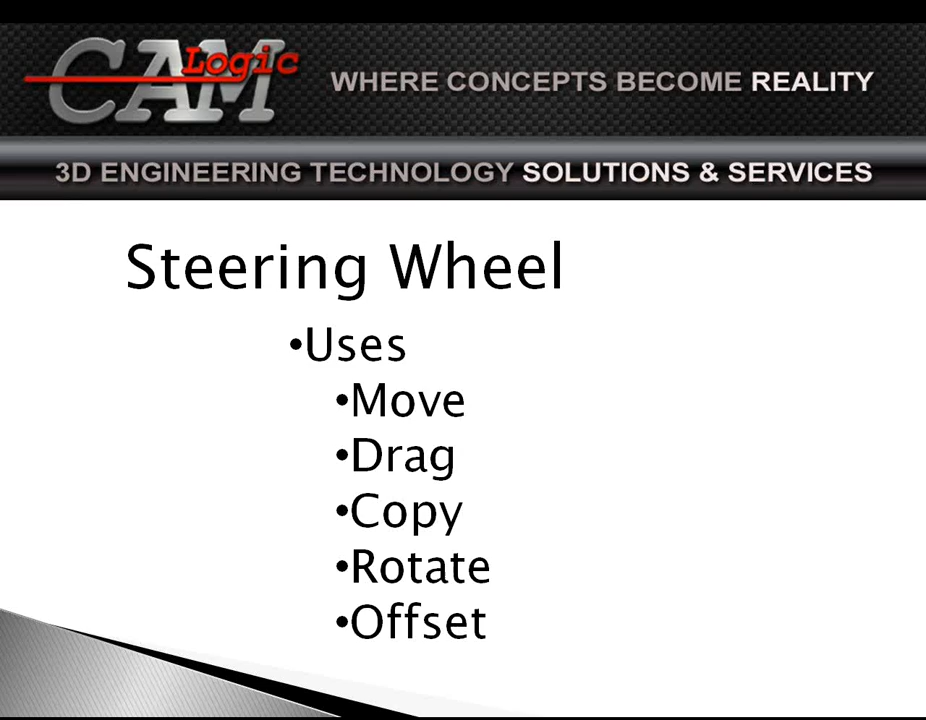 CAM Logic WHERE CONCEPTS BECOME REALITY
3D ENGINEERING TECHNOLOGY SOLUTIONS & SERVICES
Steering Wheel
•Uses
•Move
•Drag
•Copy
•Rotate
•Offset